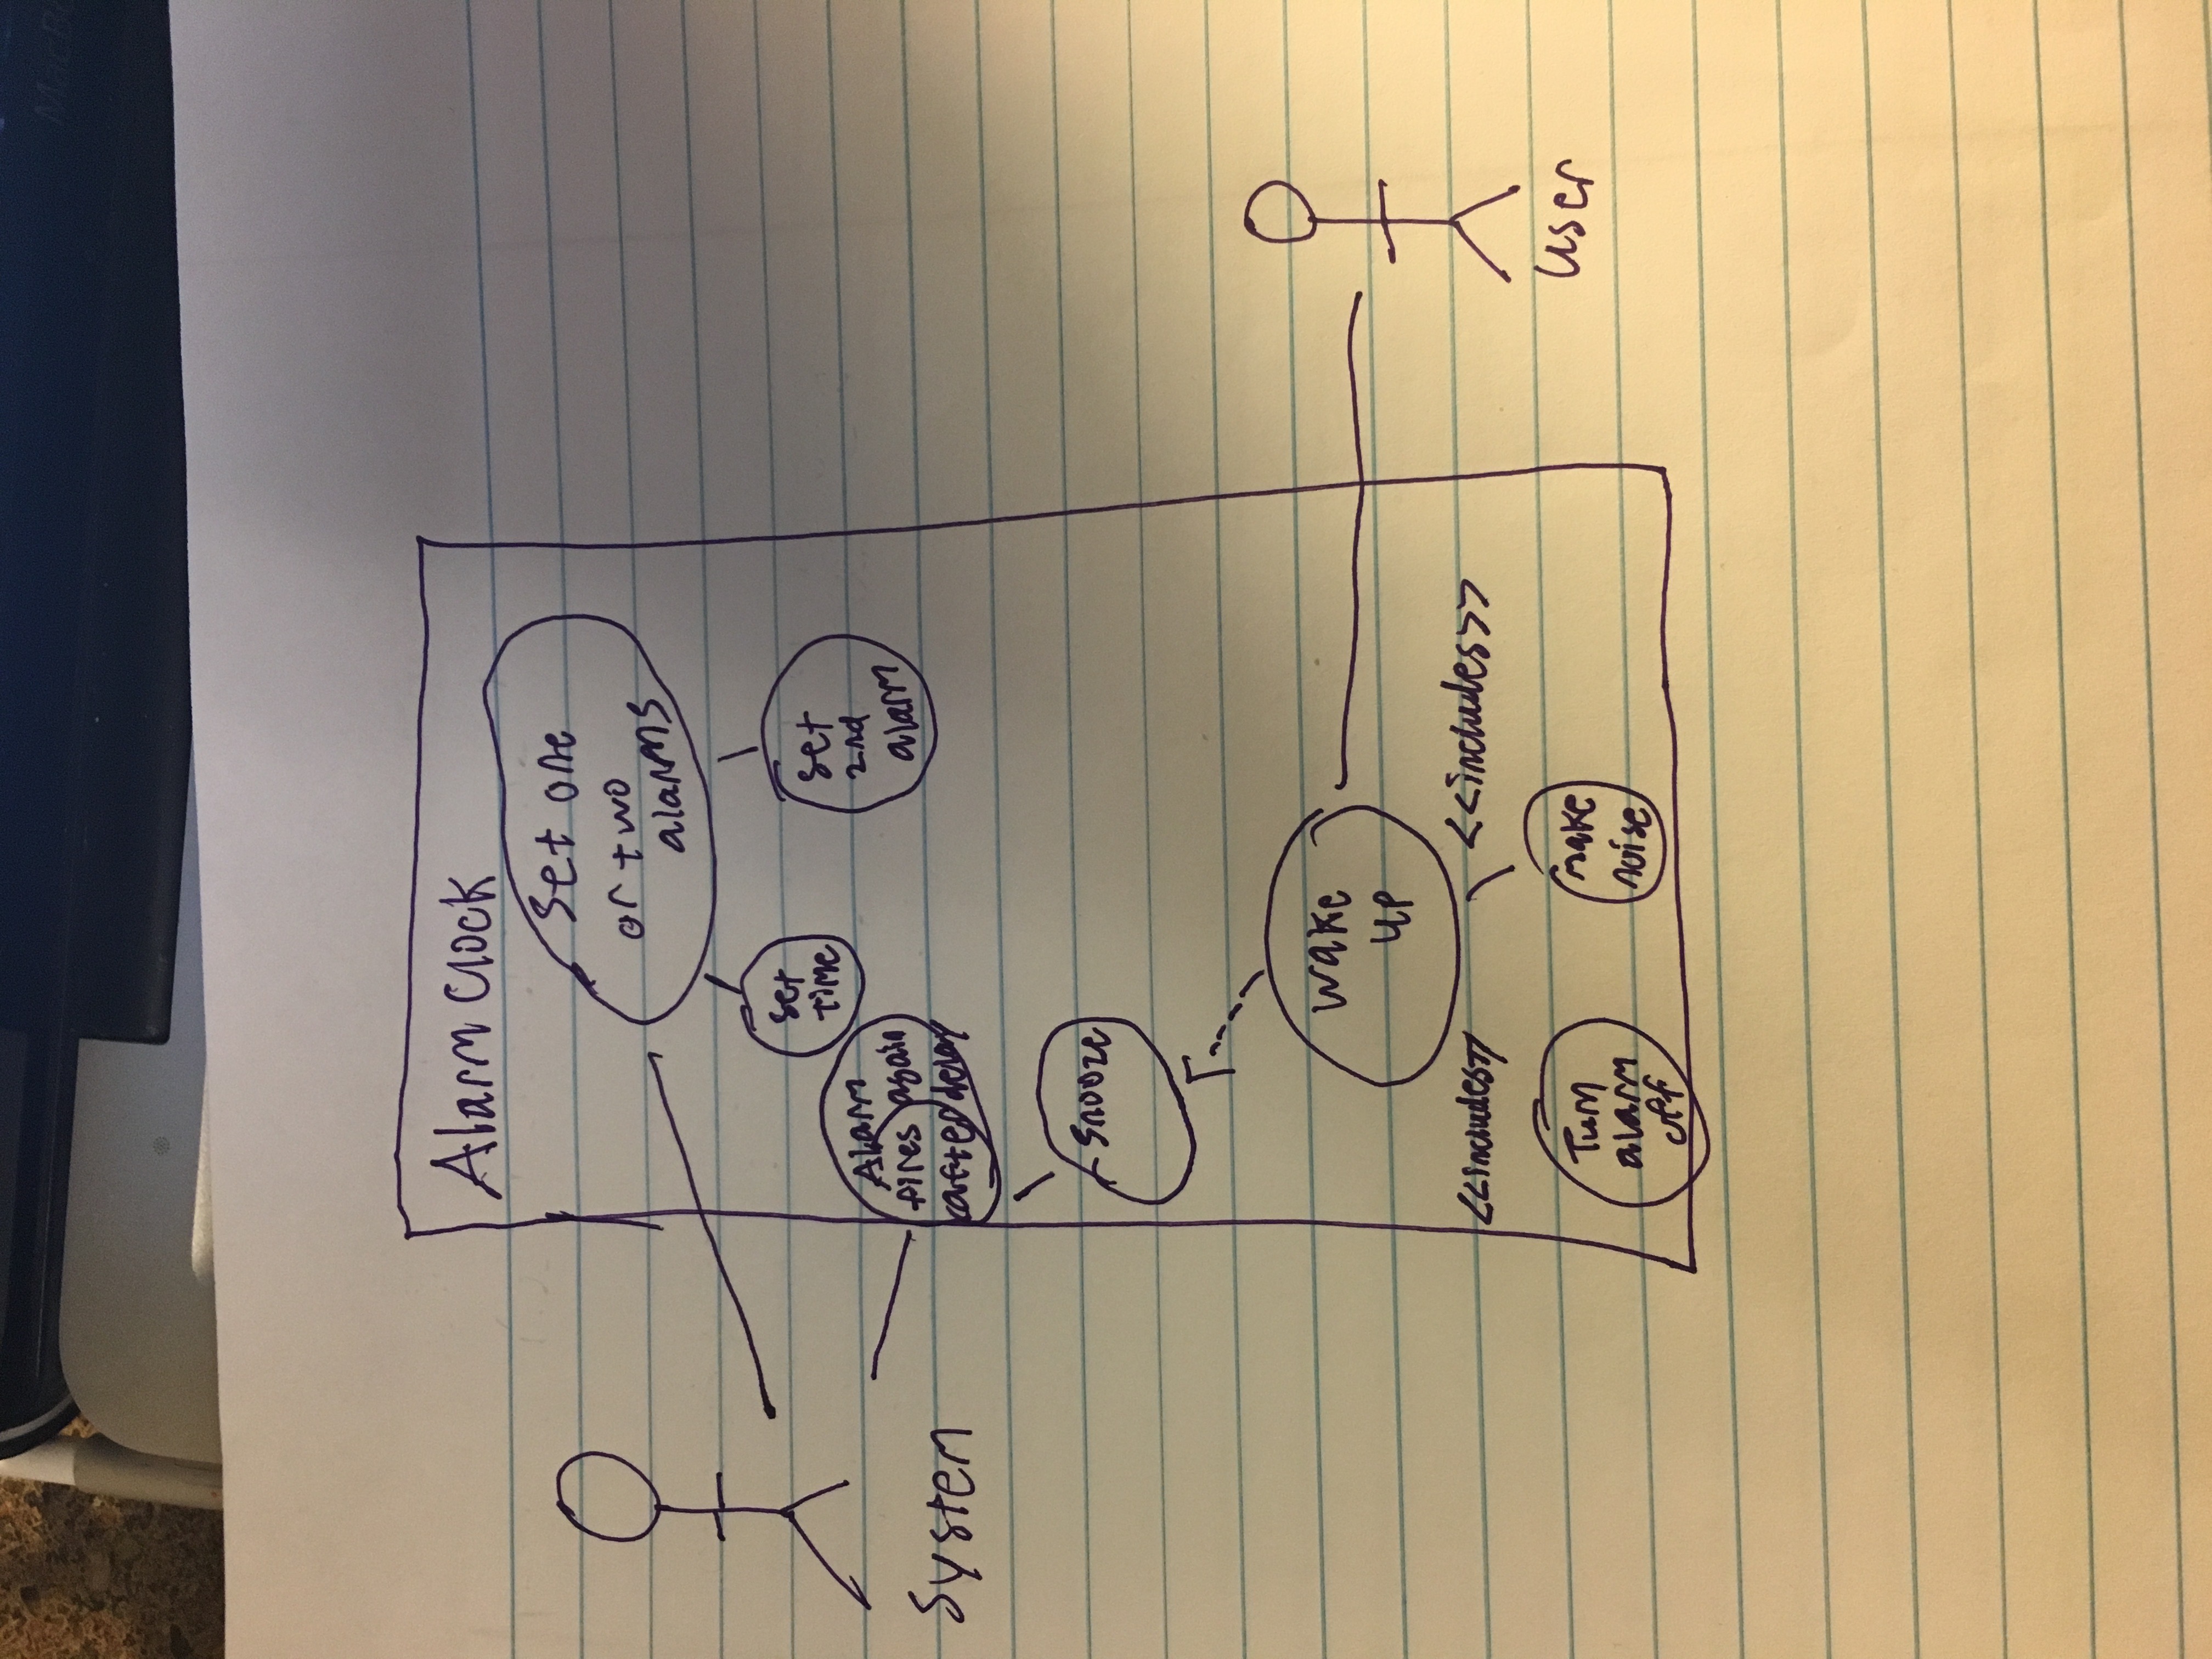 Alarm Clock
Set one
or two
alarms
set
time
set
2nd
alarm
Alarm
fires again
after delay
Snooze
wake
up
<<includes>>
<<includes>>
Turn
alarm
off
make
noise
System
User